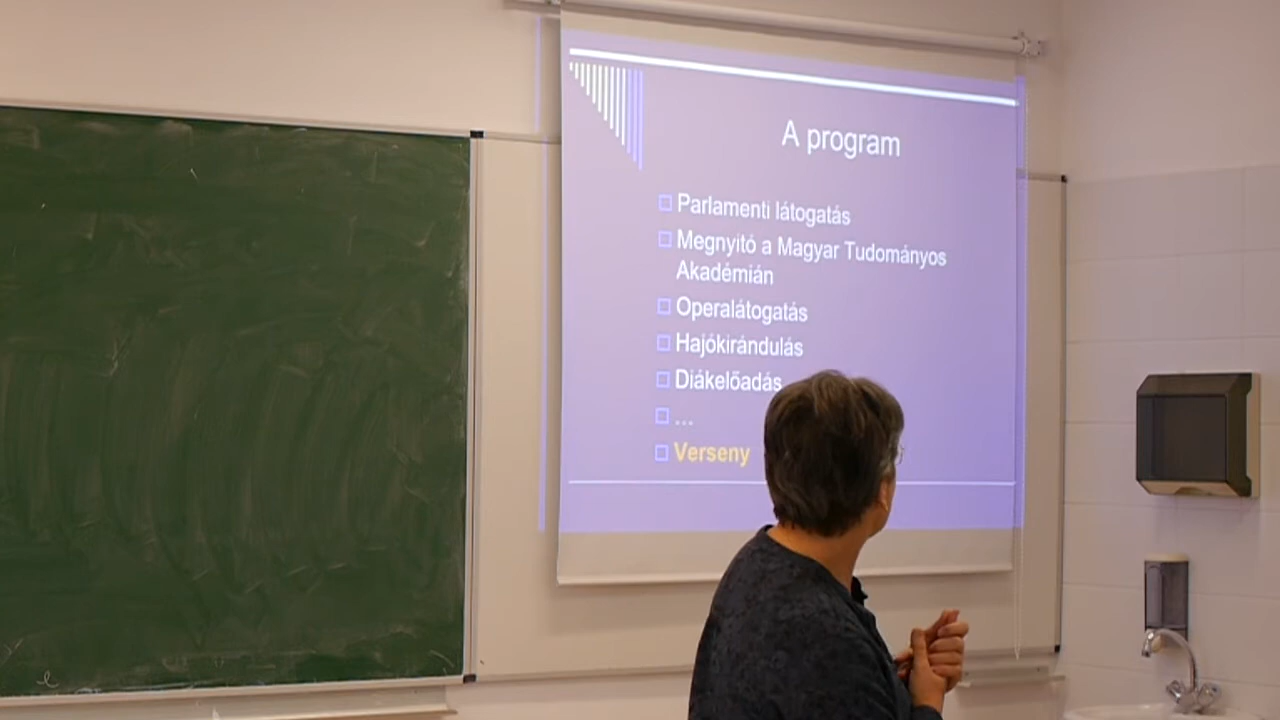 A program
Parlamenti látogatás
Megnyitó a Magyar Tudományos
Akadémián
Operalátogatás
Hajókirándulás
Diákelőadás
...
Verseny